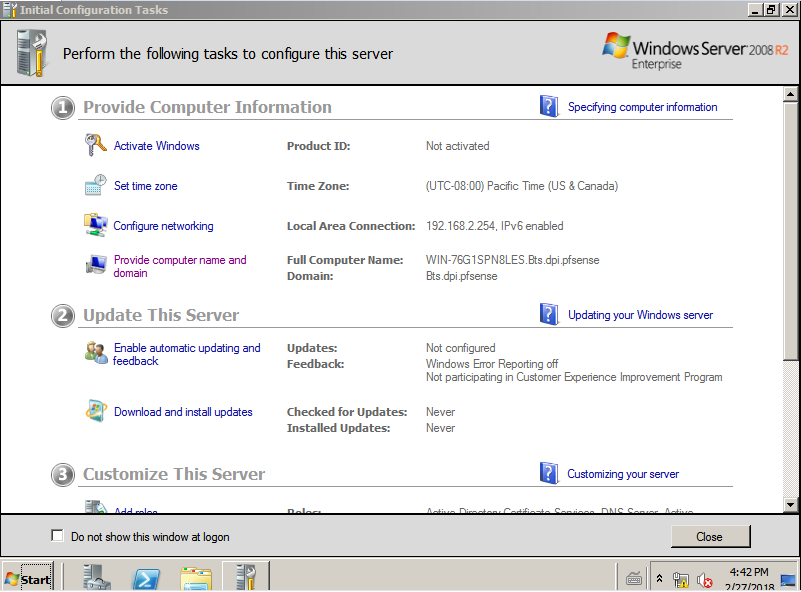 Initial Configuration Tasks
Perform the following tasks to configure this server
Windows Server 2008 R2
Enterprise
1 Provide Computer Information
Specifying computer information
Activate Windows Product ID: Not activated
Set time zone Time Zone: (UTC-08:00) Pacific Time (US & Canada)
Configure networking Local Area Connection: 192.168.2.254, IPv6 enabled
Provide computer name and
domain
Full Computer Name: WIN-76G1SPN8LES.Bts.dpi.pfsense
Domain: Bts.dpi.pfsense
2 Update This Server
Updating your Windows server
Enable automatic updating and
feedback
Updates: Not configured
Feedback: Windows Error Reporting off
Not participating in Customer Experience Improvement Program
Download and install updates
Checked for Updates: Never
Installed Updates: Never
3 Customize This Server
Customizing your server
Add roles Roles: Active Directory Certificate Services, DNS Server, Active
Do not show this window at logon
Close
Start
4:42 PM
2/27/2018